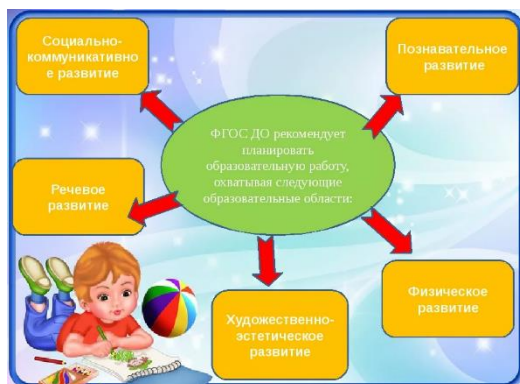 Социально-
коммуникативно
е развитие
Познавательное
развитие
ФГОС ДО рекомендует
планировать
образовательную работу,
охватывая следующие
образовательные области:
Речевое
развитие
Физическое
развитие
Художественно-
эстетическое
развитие